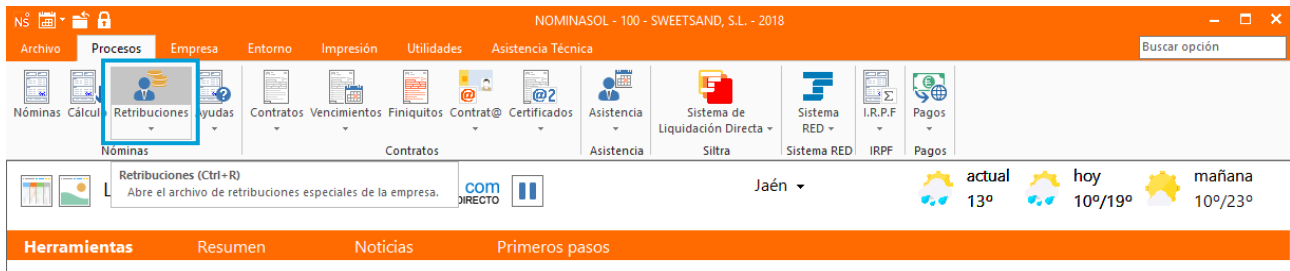 NS NOMINASOL - 100 - SWEETSAND, S.L. - 2018
Archivo Procesos Empresa Entorno Impresión Utilidades Asistencia Técnica Buscar opción
Nóminas Cálculo Retribuciones Ayudas Contratos Vencimientos Finiquitos Contrat@ Certificados Asistencia Sistema de Liquidación Directa Sistema RED I.R.P.F Pagos
Nóminas Contratos Asistencia Siltra Sistema RED IRPF Pagos
Retribuciones (Ctrl+R)
Abre el archivo de retribuciones especiales de la empresa.
L com Jaén actual hoy mañana
DIRECTO 13º 10º/19º 10º/23º
Herramientas Resumen Noticias Primeros pasos